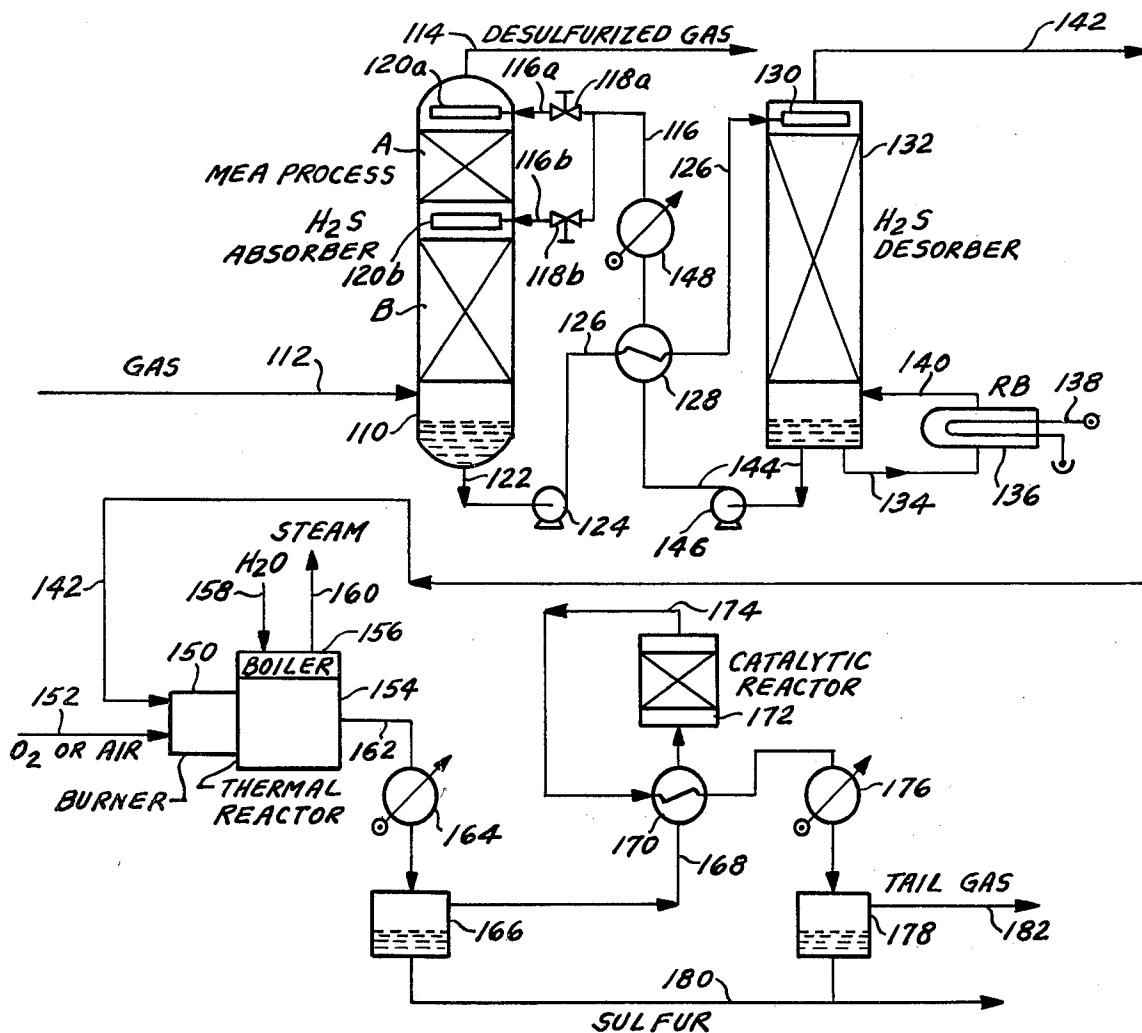 114
DESULFURIZED GAS
142
120a
116a
118a
130
A
116
126
132
MEA PROCESS
116b
H2S
ABSORBER
H2S
DESORBER
120b
118b
148
B
126
GAS
112
128
140
RB
138
110
122
144
124
146
134
136
STEAM
H2O
142
158
160
174
150
156
BOILER
CATALYTIC
REACTOR
154
152
172
O2 OR AIR
162
BURNER
THERMAL
REACTOR
164
170
168
176
TAIL GAS
166
178
182
180
SULFUR